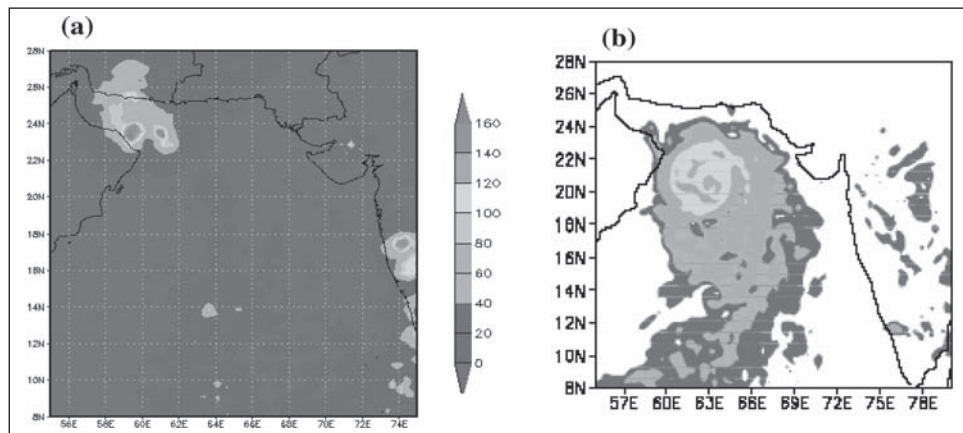 (a)
28N
26N
24N
22N
20N
18N
16N
14N
12N
10N
8N
56E 58E 60E 62E 64E 66E 68E 70E 72E 74E
160
140
120
100
80
60
40
20
0
(b)
28N
26N
24N
22N
20N
18N
16N
14N
12N
10N
8N
57E 60E 63E 66E 69E 72E 75E 78E